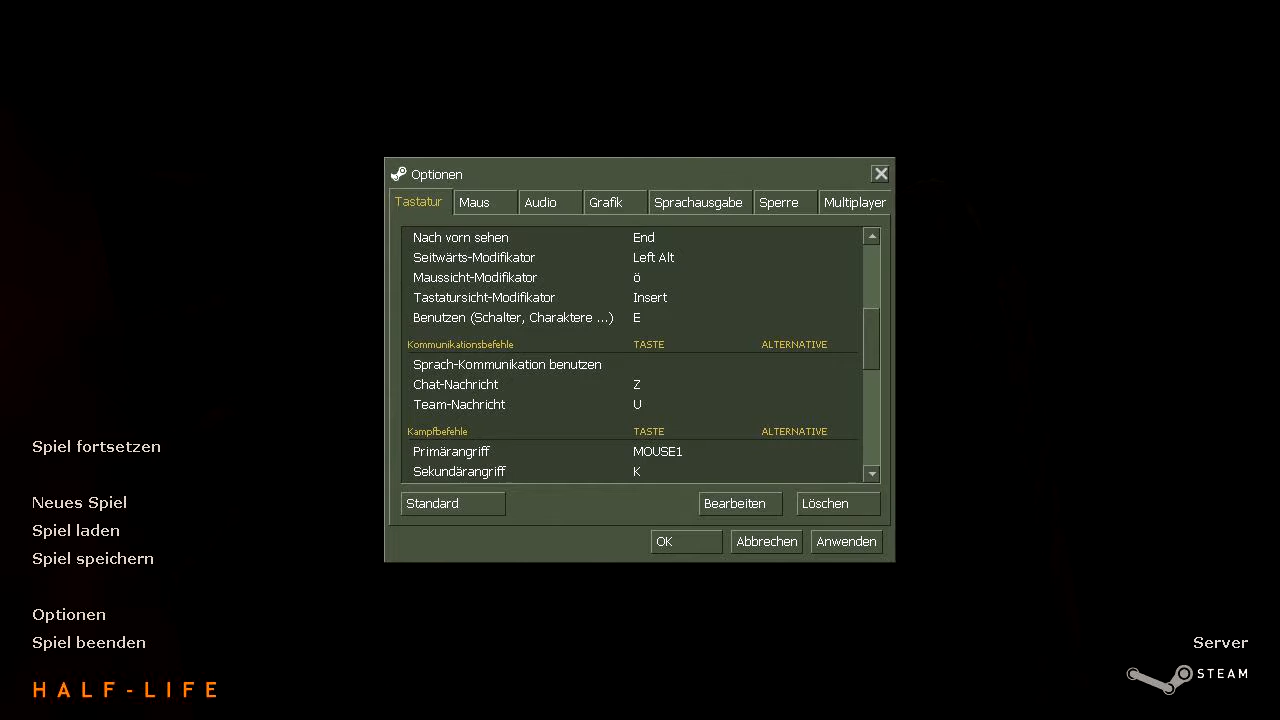 Optionen
Tastatur Maus Audio Grafik Sprachausgabe Sperre Multiplayer
Nach vorn sehen End
Seitwärts-Modifikator Left Alt
Maussicht-Modifikator ö
Tastatursicht-Modifikator Insert
Benutzen (Schalter, Charaktere ...) E
Kommunikationsbefehle TASTE ALTERNATIVE
Sprach-Kommunikation benutzen
Chat-Nachricht Z
Team-Nachricht U
Kampfbefehle TASTE ALTERNATIVE
Primärangriff MOUSE1
Sekundärangriff K
Standard Bearbeiten Löschen
OK Abbrechen Anwenden
Spiel fortsetzen
Neues Spiel
Spiel laden
Spiel speichern
Optionen
Spiel beenden
HALF-LIFE
Server
STEAM